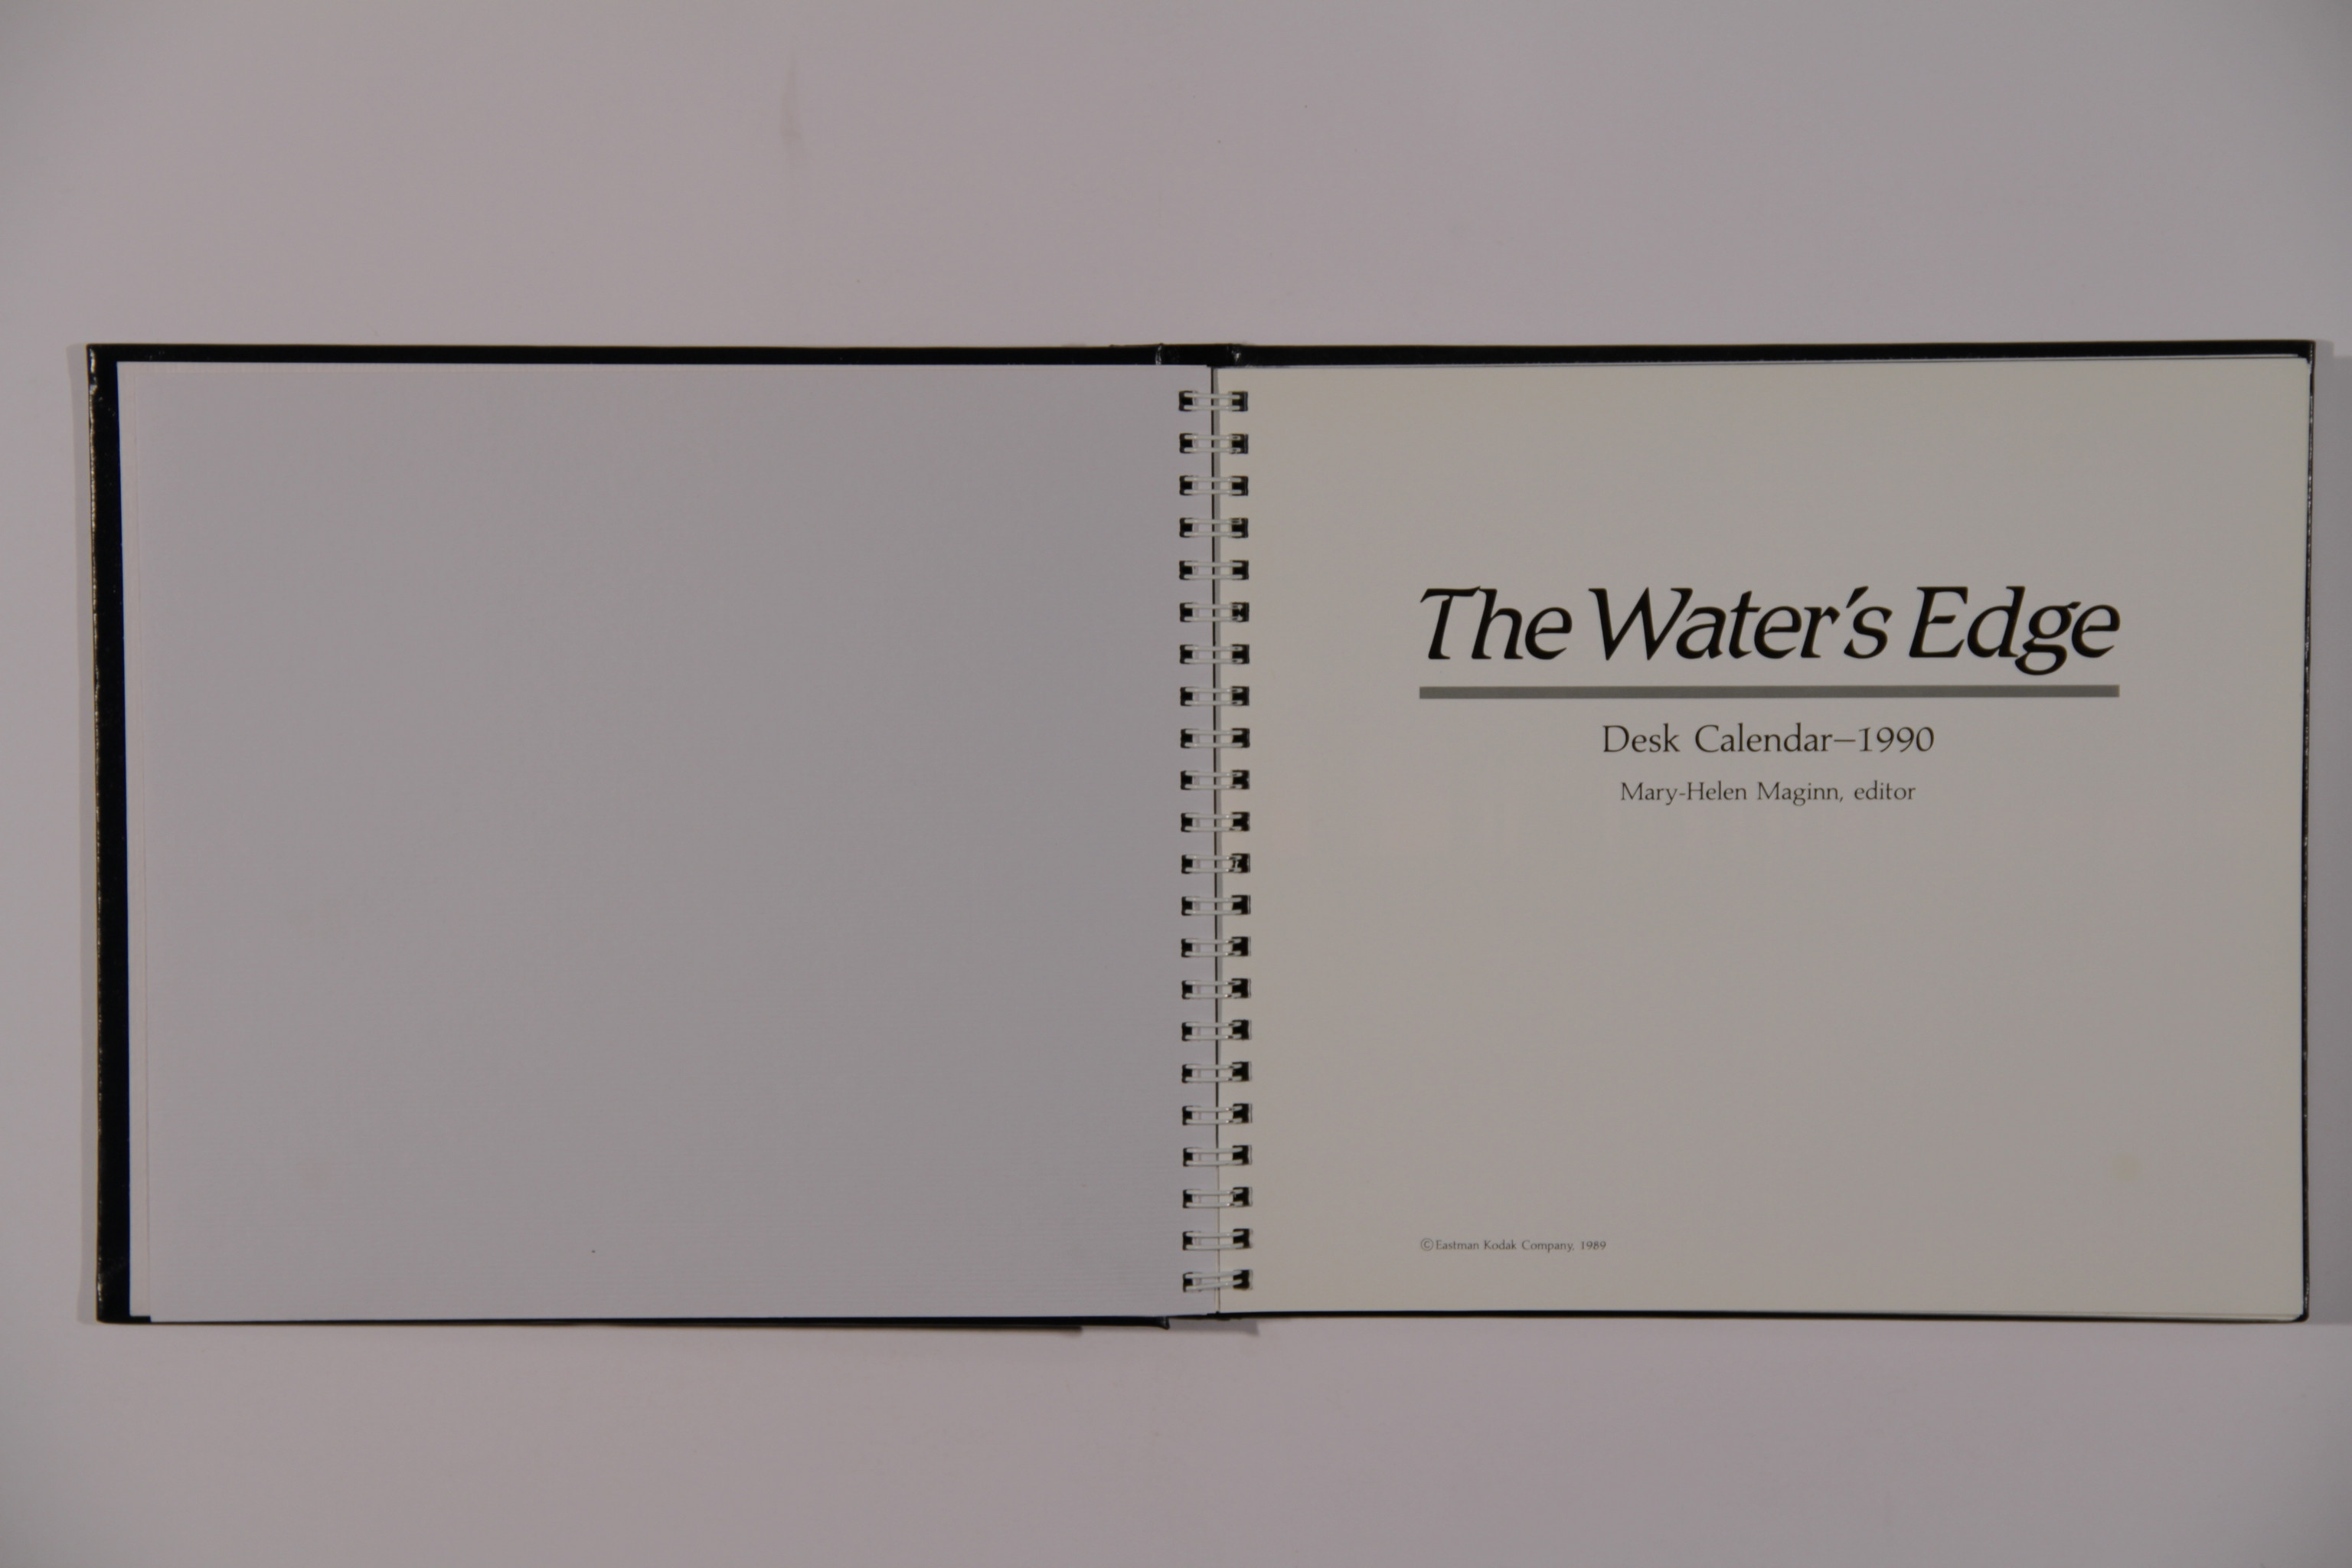 The Water's Edge
Desk Calendar—1990
Mary-Helen Maginn, editor
©Eastman Kodak Company, 1989